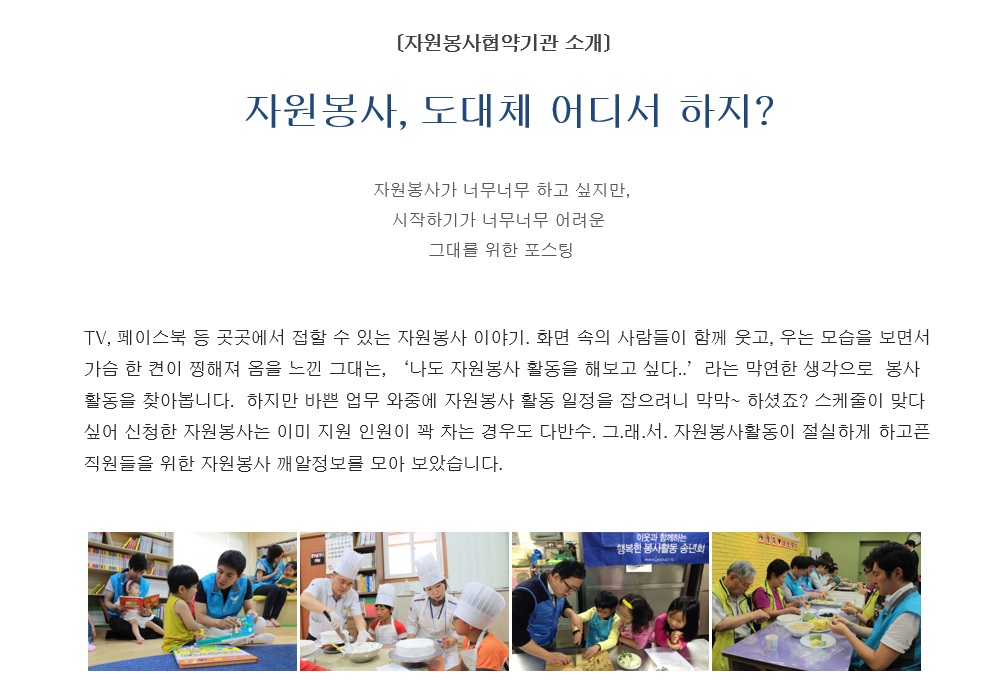 [자원봉사협약기관 소개]
자원봉사, 도대체 어디서 하지?
자원봉사가 너무너무 하고 싶지만,
시작하기가 너무너무 어려운
그대를 위한 포스팅
TV, 페이스북 등 곳곳에서 접할 수 있는 자원봉사 이야기. 화면 속의 사람들이 함께 웃고, 우는 모습을 보면서
가슴 한 켠이 찡해져 옴을 느낀 그대는, ‘나도 자원봉사 활동을 해보고 싶다..’ 라는 막연한 생각으로 봉사
활동을 찾아봅니다. 하지만 바쁜 업무 와중에 자원봉사 활동 일정을 잡으려니 막막~ 하셨죠? 스케줄이 맞다
싶어 신청한 자원봉사는 이미 지원 인원이 꽉 차는 경우도 다반수. 그.래.서. 자원봉사활동이 절실하게 하고픈
직원들을 위한 자원봉사 깨알정보를 모아 보았습니다.
이웃과 함께하는
행복한 봉사활동 송년회